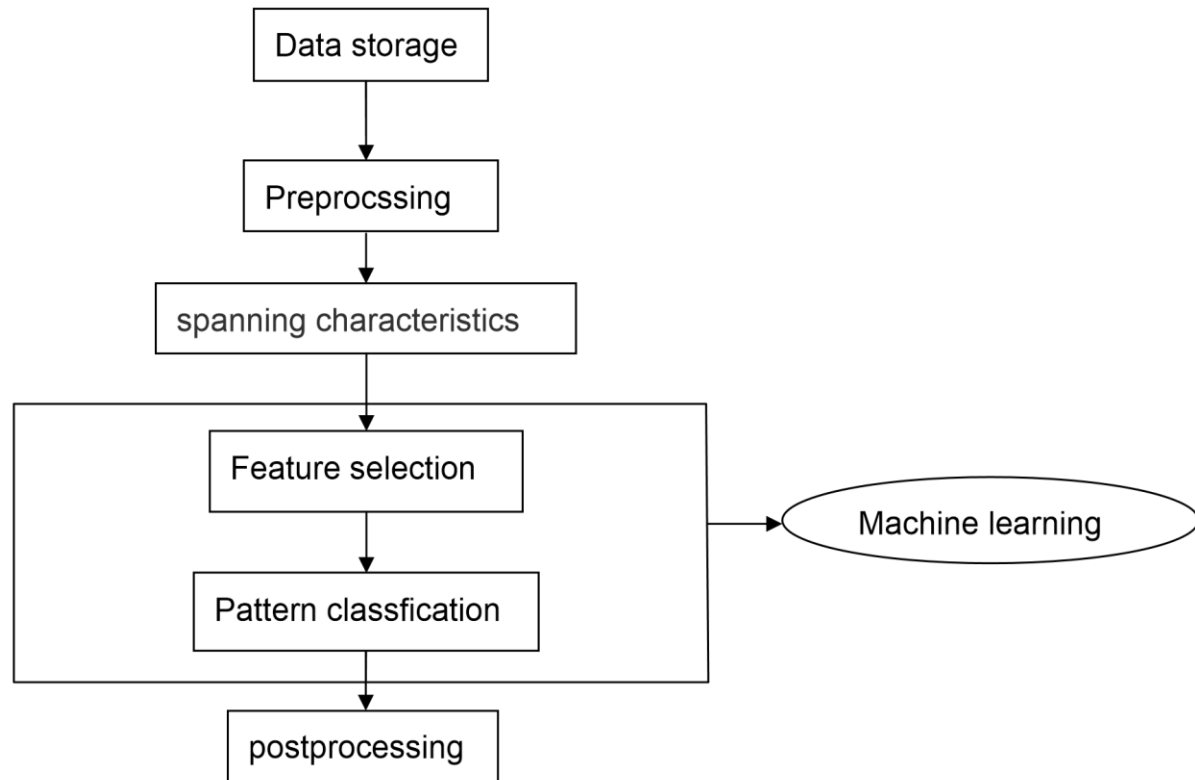 Data storage
Preprocssing
spanning characteristics
Feature selection
Machine learning
Pattern classfication
postprocessing